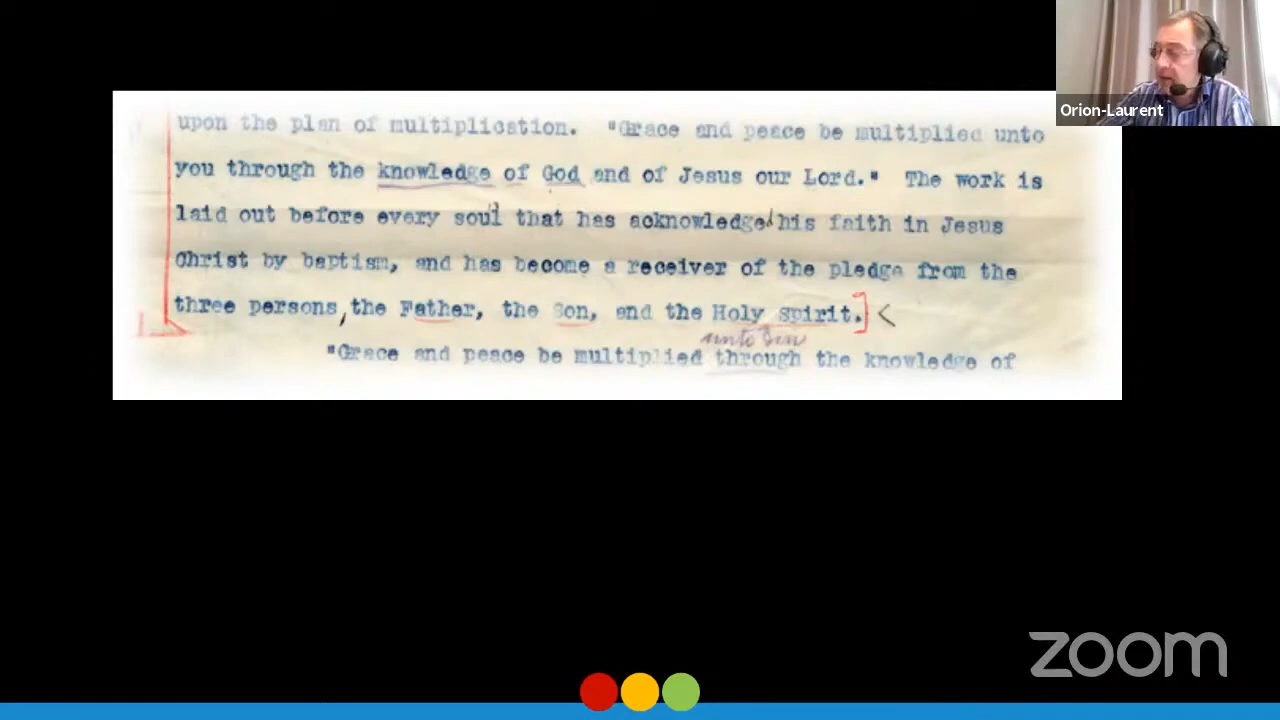 Orion-Laurent
upon the plan of multiplication. "Grace and peace be multiplied unto
you through the knowledge of God and of Jesus our Lord." The work is
laid out before every soul that has acknowledged his faith in Jesus
Christ by baptism, and has become a receiver of the pledge from the
three persons, the Father, the Son, and the Holy spirit.] <
unto
"Grace and peace be multiplied through the knowledge of
zoom